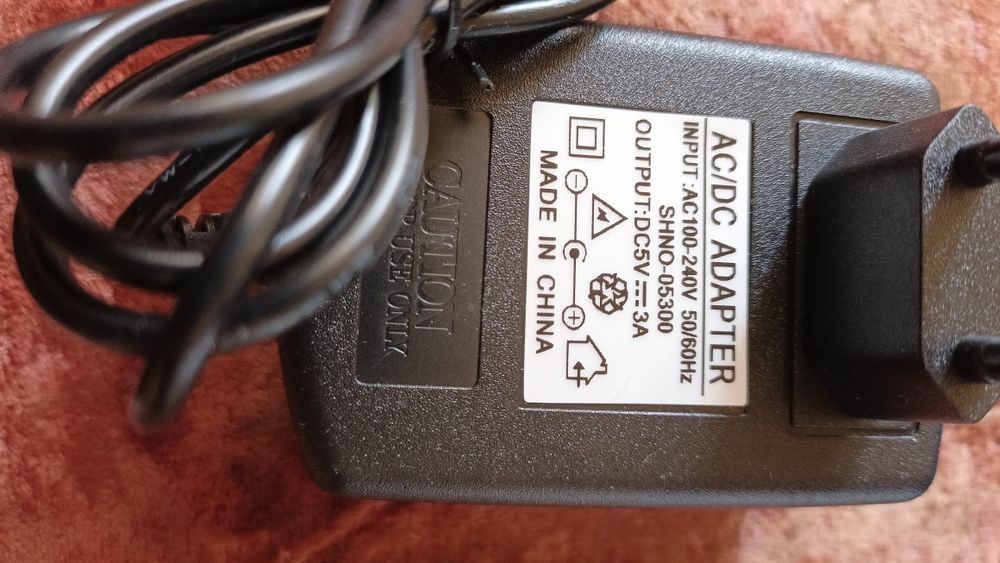 AC/DC ADAPTER
INPUT:AC100-240V 50/60Hz
SHNO-05300
OUTPUT:DC5V⎓3A
MADE IN CHINA
CAUTION
USE ONLY